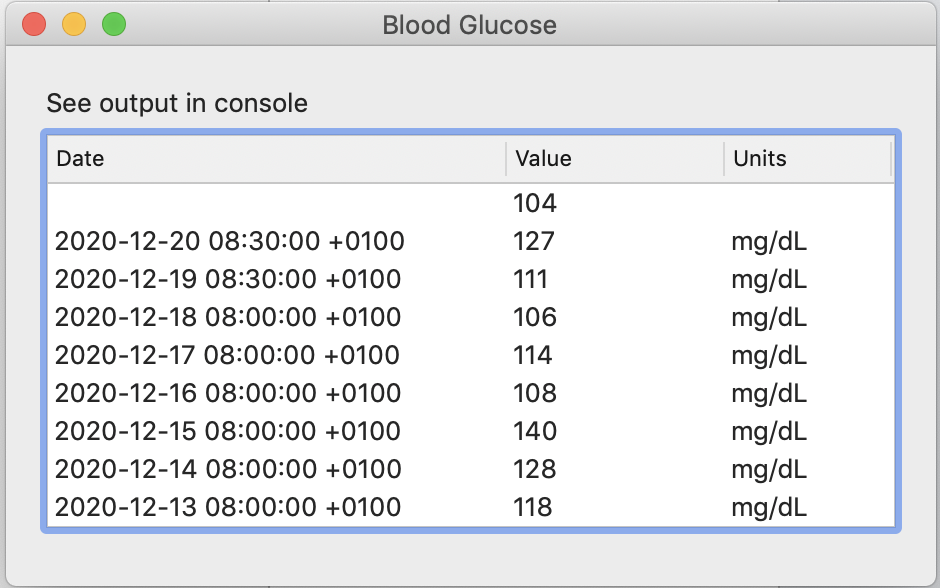 Blood Glucose
See output in console
Date Value Units
104
2020-12-20 08:30:00 +0100 127 mg/dL
2020-12-19 08:30:00 +0100 111 mg/dL
2020-12-18 08:00:00 +0100 106 mg/dL
2020-12-17 08:00:00 +0100 114 mg/dL
2020-12-16 08:00:00 +0100 108 mg/dL
2020-12-15 08:00:00 +0100 140 mg/dL
2020-12-14 08:00:00 +0100 128 mg/dL
2020-12-13 08:00:00 +0100 118 mg/dL